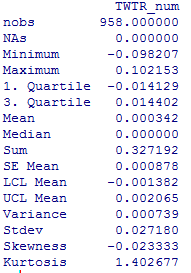 TWTR_num
nobs 958.000000
NAs 0.000000
Minimum -0.098207
Maximum 0.102153
1. Quartile -0.014129
3. Quartile 0.014402
Mean 0.000342
Median 0.000000
Sum 0.327192
SE Mean 0.000878
LCL Mean -0.001382
UCL Mean 0.002065
Variance 0.000739
Stdev 0.027180
Skewness -0.023333
Kurtosis 1.402677